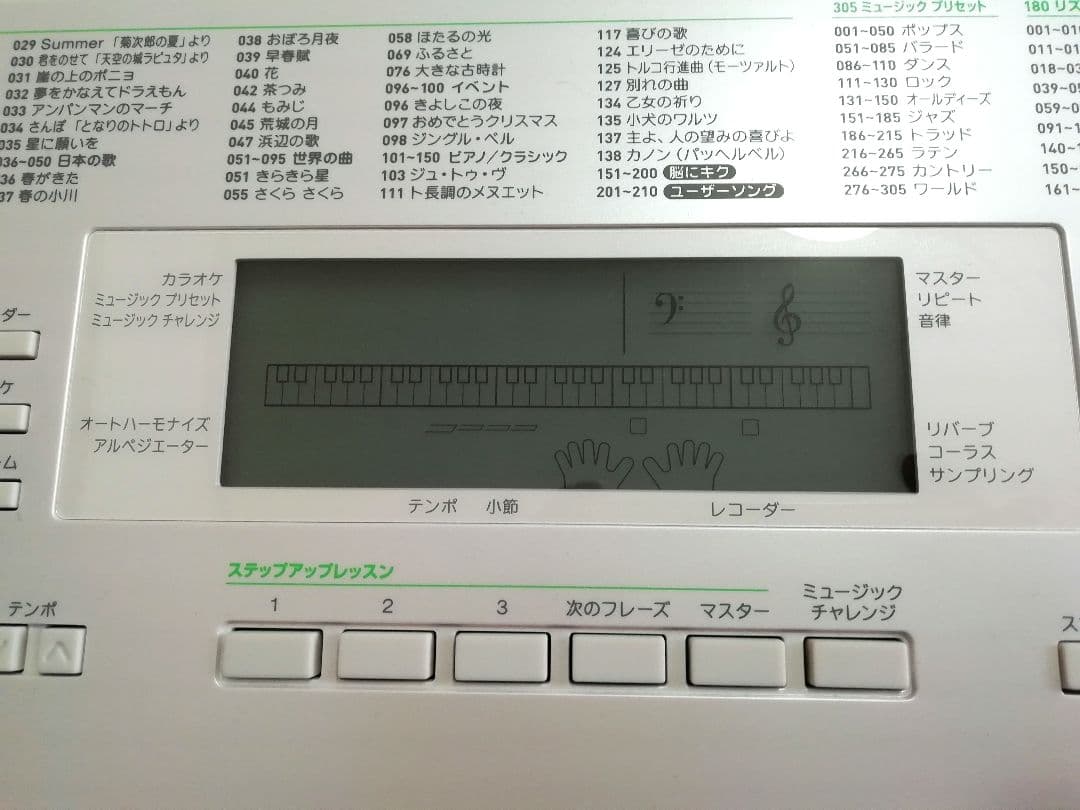 305 ミュージック プリセット
180 リズ
029 Summer 「菊次郎の夏」より
030 君をのせて「天空の城ラピュタ」より
031 崖の上のポニョ
032 夢をかなえてドラえもん
033 アンパンマンのマーチ
034 さんぽ「となりのトトロ」より
035 星に願いを
036~050 日本の歌
36 春がきた
37 春の小川
038 おぼろ月夜
039 早春賦
040 花
042 茶つみ
044 もみじ
045 荒城の月
047 浜辺の歌
051~095 世界の曲
051 きらきら星
055 さくら さくら
058 ほたるの光
069 ふるさと
076 大きな古時計
096~100 イベント
096 きよしこの夜
097 おめでとうクリスマス
098 ジングル・ベル
101~150 ピアノ/クラシック
103 ジュ・トゥ・ヴ
111 ト長調のメヌエット
117 喜びの歌
124 エリーゼのために
125 トルコ行進曲(モーツァルト)
127 別れの曲
134 乙女の祈り
135 小犬のワルツ
137 主よ、人の望みの喜びよ
138 カノン(パッヘルベル)
151~200 脳にキク
201~210 ユーザーソング
001~050 ポップス
051~085 バラード
086~110 ダンス
111~130 ロック
131~150 オールディーズ
151~185 ジャズ
186~215 トラッド
216~265 ラテン
266~275 カントリー
276~305 ワールド
001~01
011~01
018~03
039~05
059~0
091~1
140~1
150~
161~
カラオケ
ミュージック プリセット
ミュージック チャレンジ
オートハーモナイズ
アルペジエーター
マスター
リピート
音律
リバーブ
コーラス
サンプリング
テンポ 小節
レコーダー
ダー
ケ
ム
ステップアップレッスン
1 2 3 次のフレーズ マスター ミュージック
チャレンジ
テンポ
ス